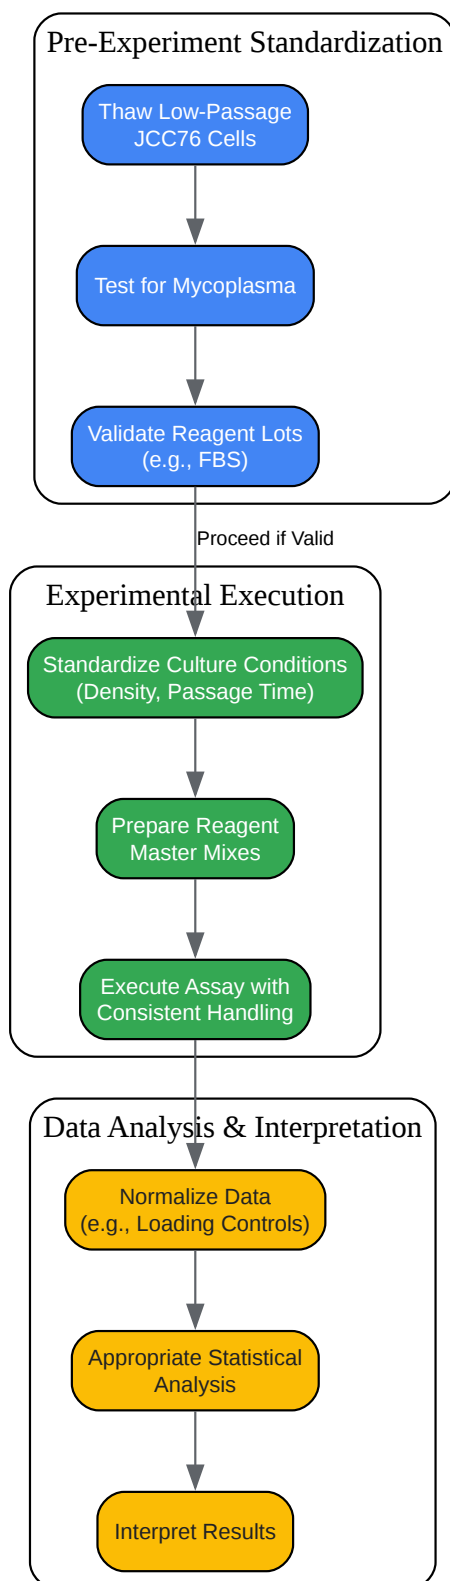 Pre-Experiment Standardization
Thaw Low-Passage
JCC76 Cells
Test for Mycoplasma
Validate Reagent Lots
(e.g., FBS)
Proceed if Valid
Experimental Execution
Standardize Culture Conditions
(Density, Passage Time)
Prepare Reagent
Master Mixes
Execute Assay with
Consistent Handling
Data Analysis & Interpretation
Normalize Data
(e.g., Loading Controls)
Appropriate Statistical
Analysis
Interpret Results